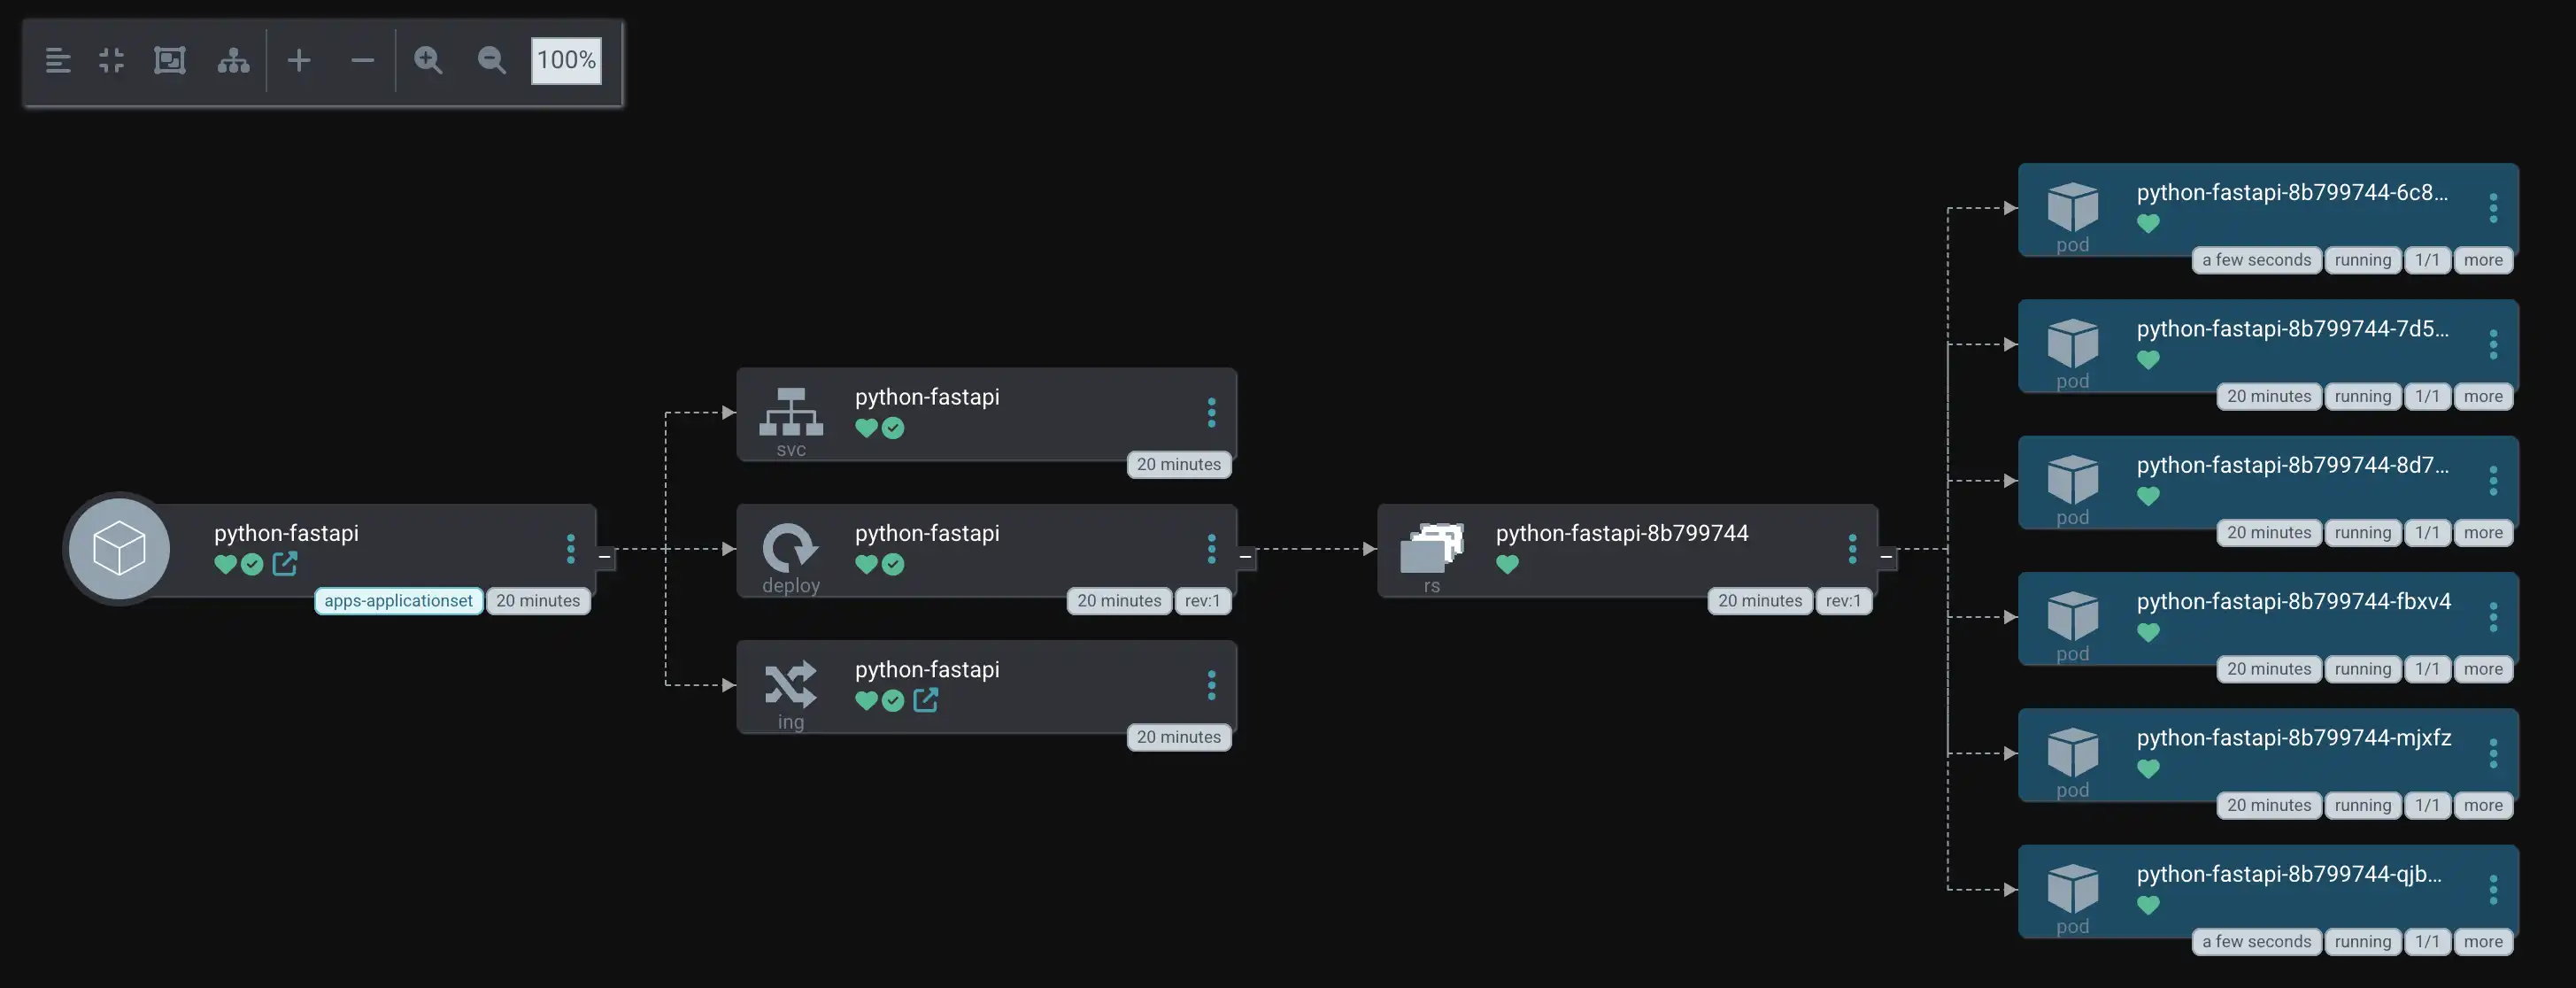 100%
python-fastapi
apps-applicationset 20 minutes
python-fastapi
svc
20 minutes
python-fastapi
deploy
20 minutes rev:1
python-fastapi
ing
20 minutes
python-fastapi-8b799744
rs
20 minutes rev:1
python-fastapi-8b799744-6c8...
pod
a few seconds running 1/1 more
python-fastapi-8b799744-7d5...
pod
20 minutes running 1/1 more
python-fastapi-8b799744-8d7...
pod
20 minutes running 1/1 more
python-fastapi-8b799744-fbxv4
pod
20 minutes running 1/1 more
python-fastapi-8b799744-mjxfz
pod
20 minutes running 1/1 more
python-fastapi-8b799744-qjb...
pod
a few seconds running 1/1 more